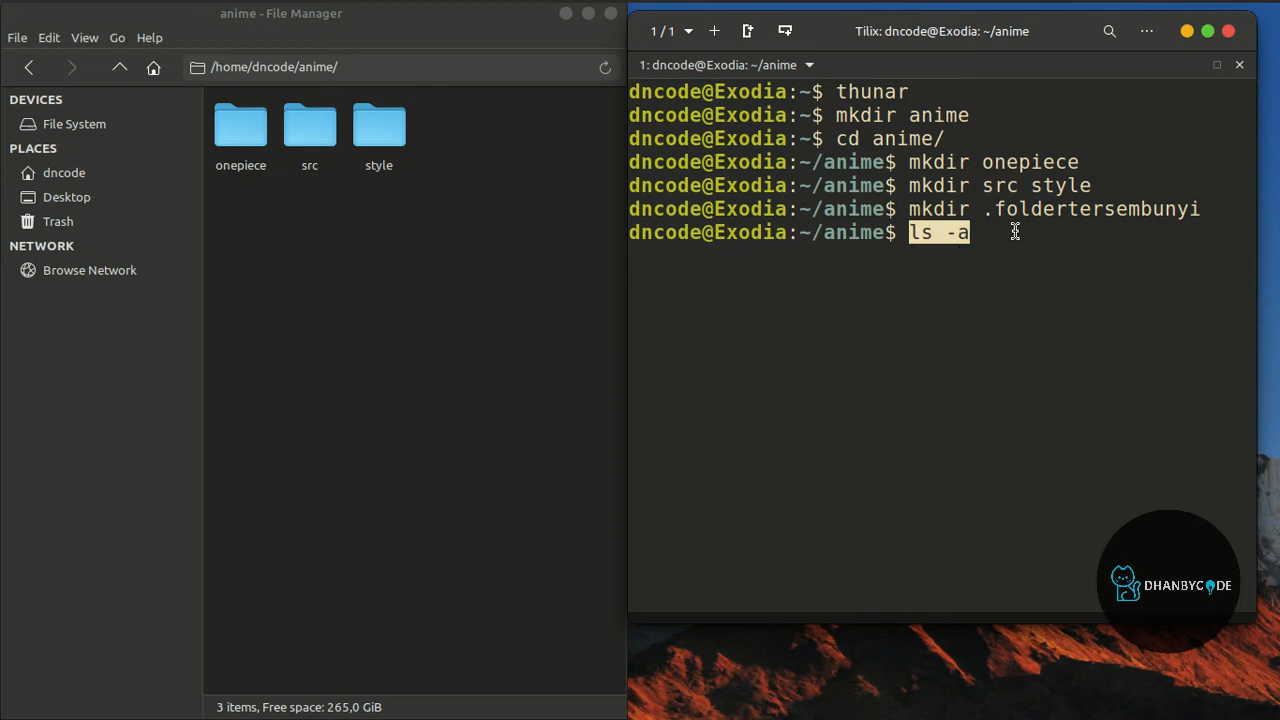 anime - File Manager
File Edit View Go Help
/home/dncode/anime/
DEVICES
File System
PLACES
dncode
Desktop
Trash
NETWORK
Browse Network
onepiece src style
3 items, Free space: 265,0 GiB
1 / 1
Tilix: dncode@Exodia: ~/anime
1: dncode@Exodia: ~/anime
dncode@Exodia:~$ thunar
dncode@Exodia:~$ mkdir anime
dncode@Exodia:~$ cd anime/
dncode@Exodia:~/anime$ mkdir onepiece
dncode@Exodia:~/anime$ mkdir src style
dncode@Exodia:~/anime$ mkdir .foldertersembunyi
dncode@Exodia:~/anime$ ls -a
DHANBYCODE